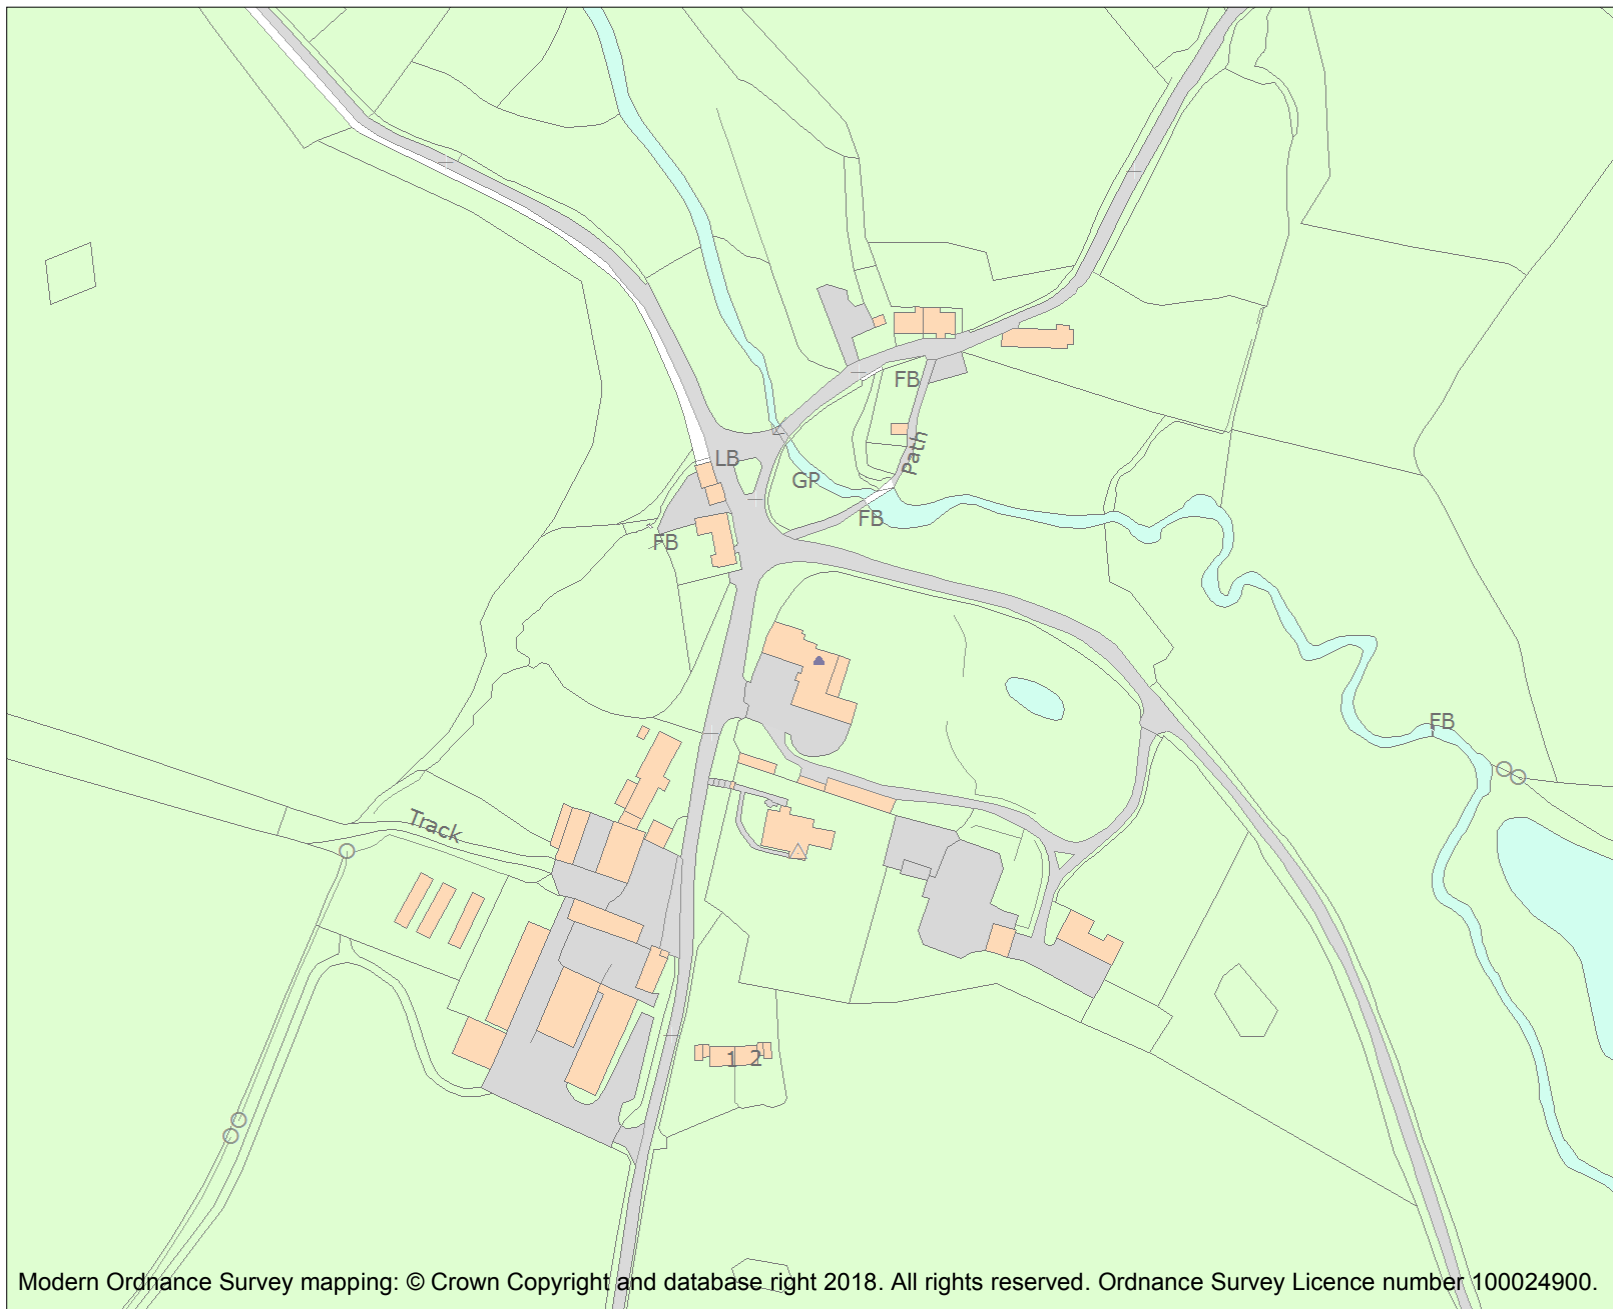 FB
Path
LB
GP
FB
FB
FB
Track
1 2
Modern Ordnance Survey mapping: © Crown Copyright and database right 2018. All rights reserved. Ordnance Survey Licence number 100024900.